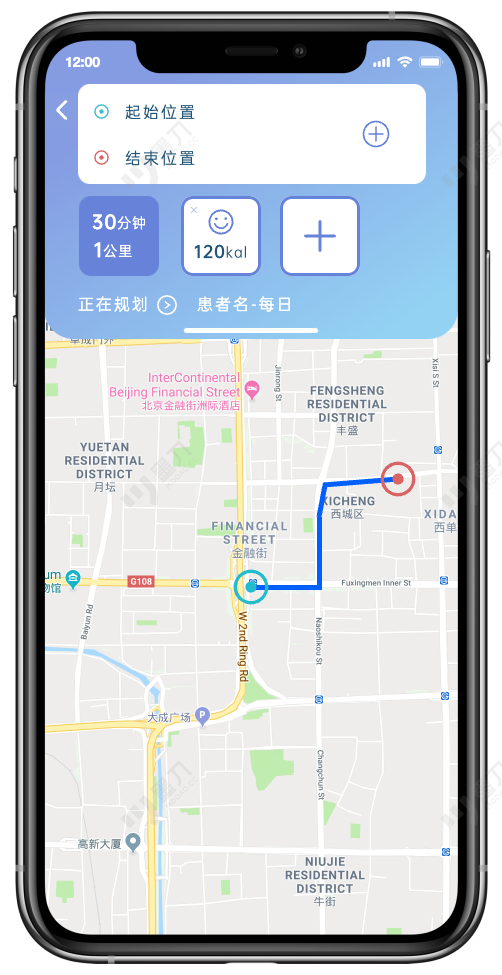 12:00
起始位置
结束位置
30分钟
1公里
120kal
正在规划
患者名-每日
阜成门外
InterContinental
Beijing Financial Street
北京金融街洲际酒店
Jinrong St
Xisi S St
FENGSHENG
RESIDENTIAL
DISTRICT
丰盛
YUETAN
RESIDENTIAL
DISTRICT
月坛
XICHENG
西城区
XIDA
西单
FINANCIAL
STREET
金融街
um
物馆
G108
Fuxingmen Inner St
Baiyun Rd
W 2nd Ring Rd
Naoshikou St
大成广场
P
Changchun St
高新大厦
NIUJIE
RESIDENTIAL
DISTRICT
牛街